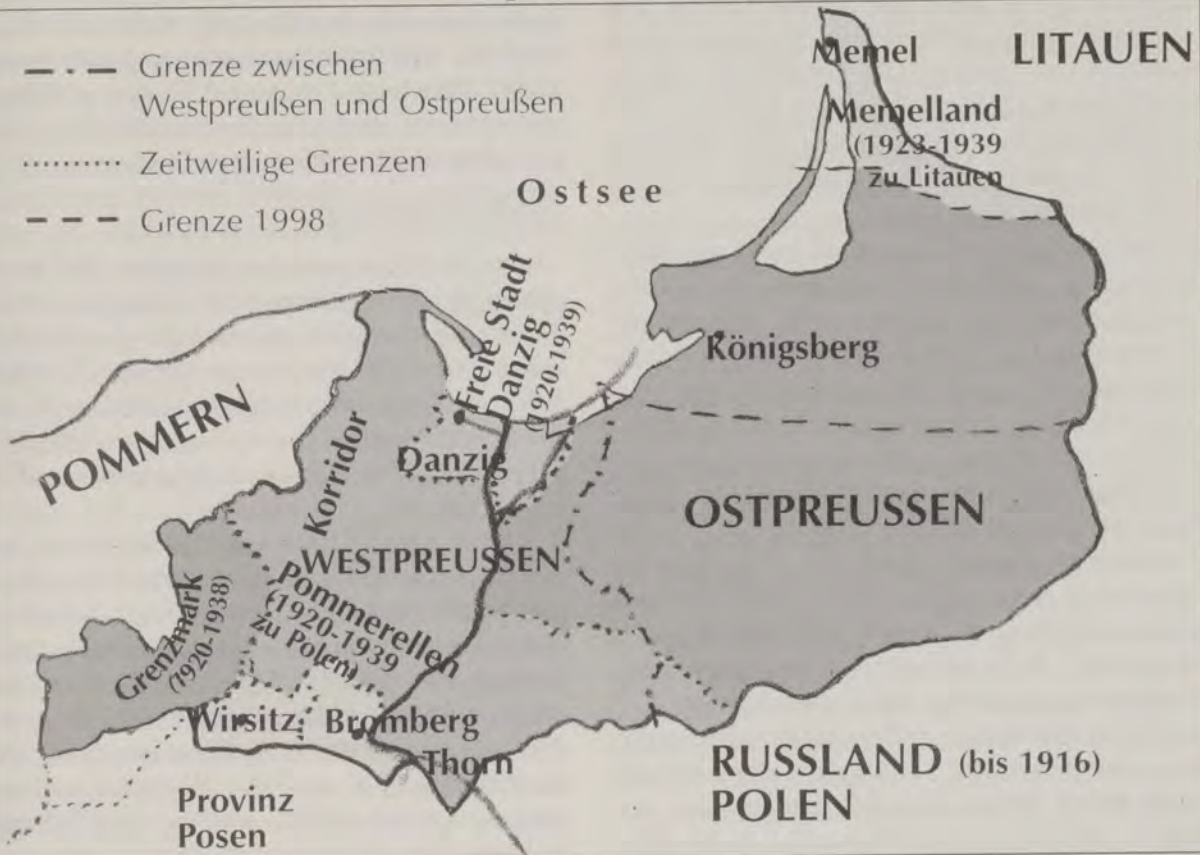 Grenze zwischen
Westpreußen und Ostpreußen
Zeitweilige Grenzen
Grenze 1998
Memel
LITAUEN
Memelland
(1923-1939
zu Litauen
Ostsee
Freie Stadt
Danzig
(1920-1939)
Königsberg
POMMERN
Korridor
Danzig
OSTPREUSSEN
WESTPREUSSEN
Pommerellen
(1920-1939
zu Polen)
Grenzmark
(1920-1938)
Wirsitz
Bromberg
Thorn
RUSSLAND (bis 1916)
POLEN
Provinz
Posen